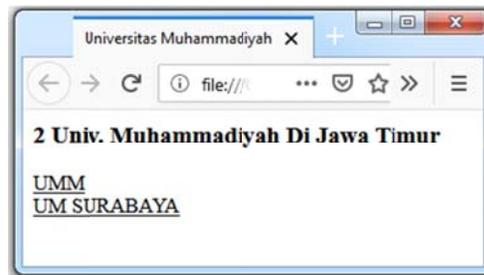 Universitas Muhammadiyah
file:///
2 Univ. Muhammadiyah Di Jawa Timur
UMM
UM SURABAYA